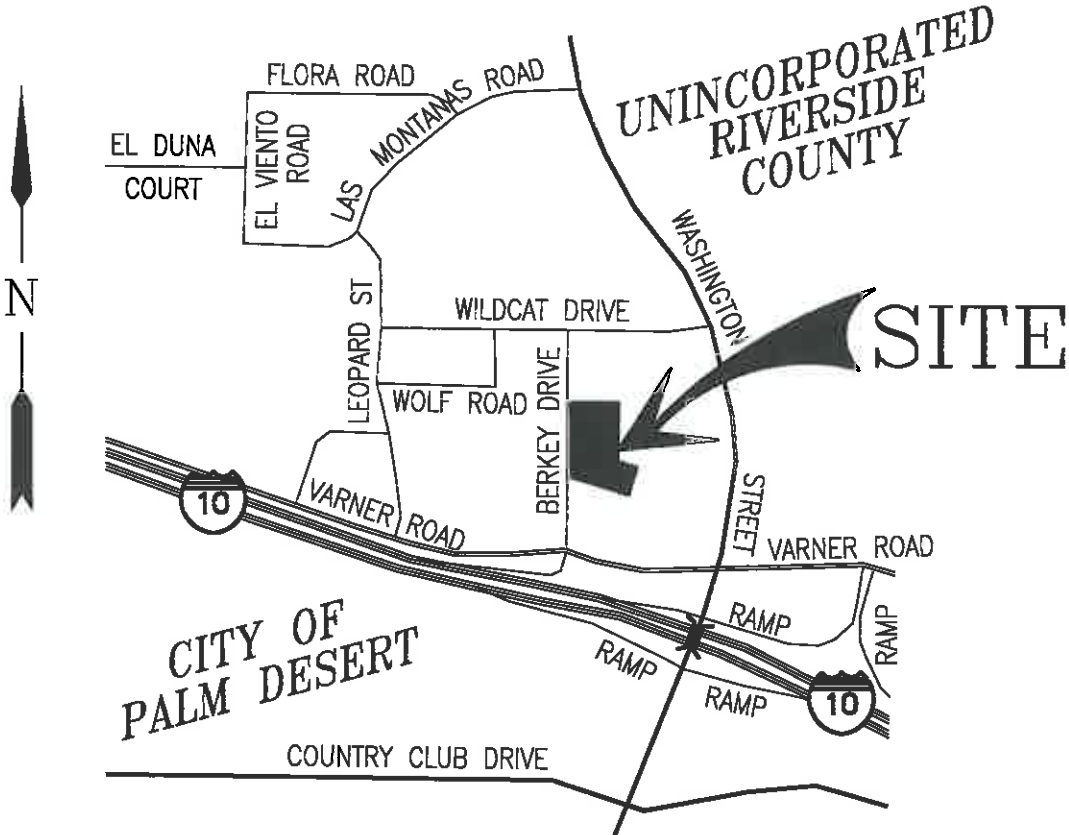 UNINCORPORATED
RIVERSIDE
COUNTY
FLORA ROAD
LAS MONTANAS ROAD
EL DUNA
COURT
EL VIENTO
ROAD
N
WASHINGTON
STREET
SITE
WILDCAT DRIVE
LEOPARD ST
WOLF ROAD
BERKEY DRIVE
10
VARNER ROAD
VARNER ROAD
CITY OF
PALM DESERT
RAMP
RAMP
RAMP
RAMP
10
COUNTRY CLUB DRIVE